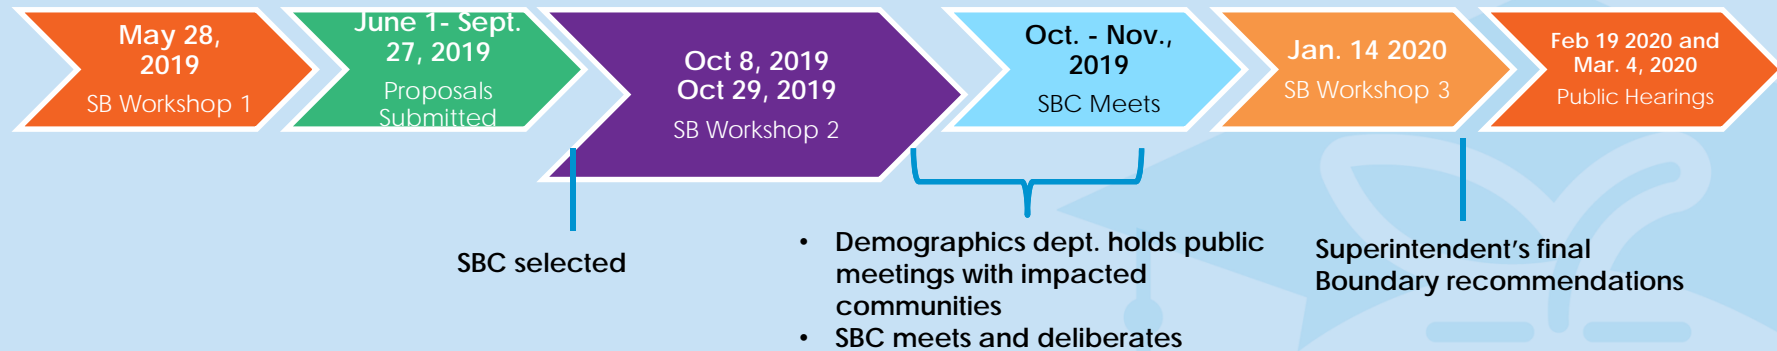 May 28,
2019
SB Workshop 1
June 1- Sept.
27, 2019
Proposals
Submitted
Oct 8, 2019
Oct 29, 2019
SB Workshop 2
Oct. - Nov.,
2019
SBC Meets
Jan. 14 2020
SB Workshop 3
Feb 19 2020 and
Mar. 4, 2020
Public Hearings
SBC selected
• Demographics dept. holds public
meetings with impacted
communities
• SBC meets and deliberates
Superintendent's final
Boundary recommendations